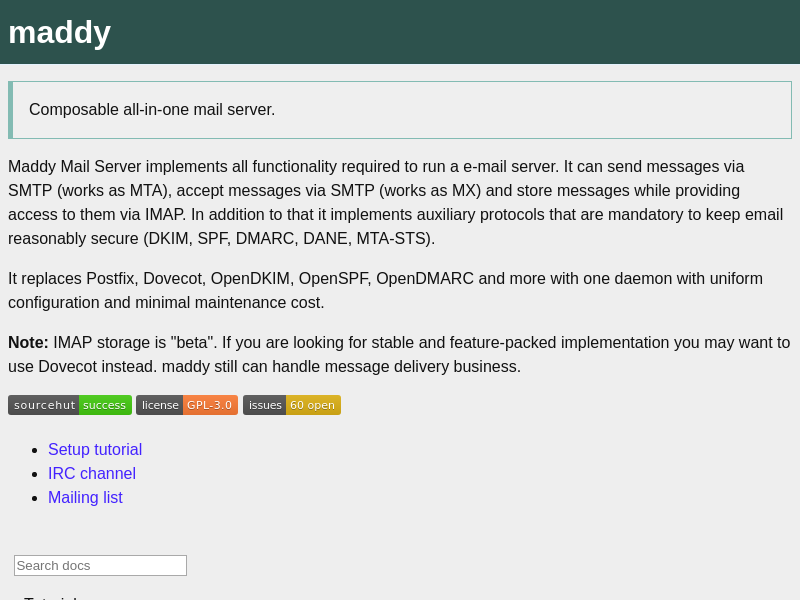 maddy
Composable all-in-one mail server.
Maddy Mail Server implements all functionality required to run a e-mail server. It can send messages via
SMTP (works as MTA), accept messages via SMTP (works as MX) and store messages while providing
access to them via IMAP. In addition to that it implements auxiliary protocols that are mandatory to keep email
reasonably secure (DKIM, SPF, DMARC, DANE, MTA-STS).
It replaces Postfix, Dovecot, OpenDKIM, OpenSPF, OpenDMARC and more with one daemon with uniform
configuration and minimal maintenance cost.
Note: IMAP storage is "beta". If you are looking for stable and feature-packed implementation you may want to
use Dovecot instead. maddy still can handle message delivery business.
sourcehut success license GPL-3.0 issues 60 open
Setup tutorial
IRC channel
Mailing list
Search docs